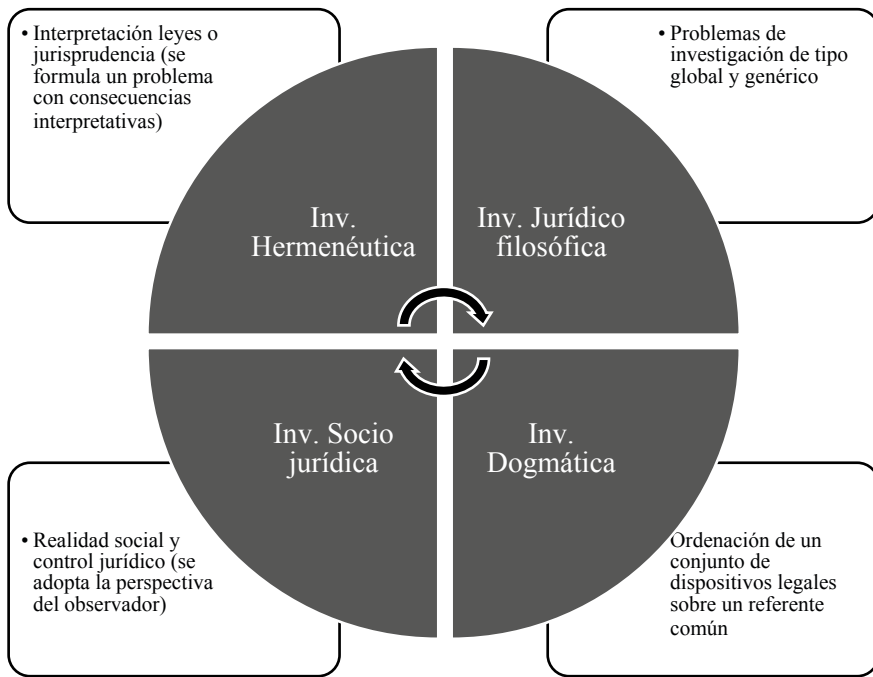 • Interpretación leyes o
jurisprudencia (se
formula un problema
con consecuencias
interpretativas)
• Problemas de
investigación de tipo
global y genérico
Inv.
Hermenéutica
Inv. Jurídico
filosófica
Inv. Socio
jurídica
Inv.
Dogmática
• Realidad social y
control jurídico (se
adopta la perspectiva
del observador)
Ordenación de un
conjunto de
dispositivos legales
sobre un referente
común